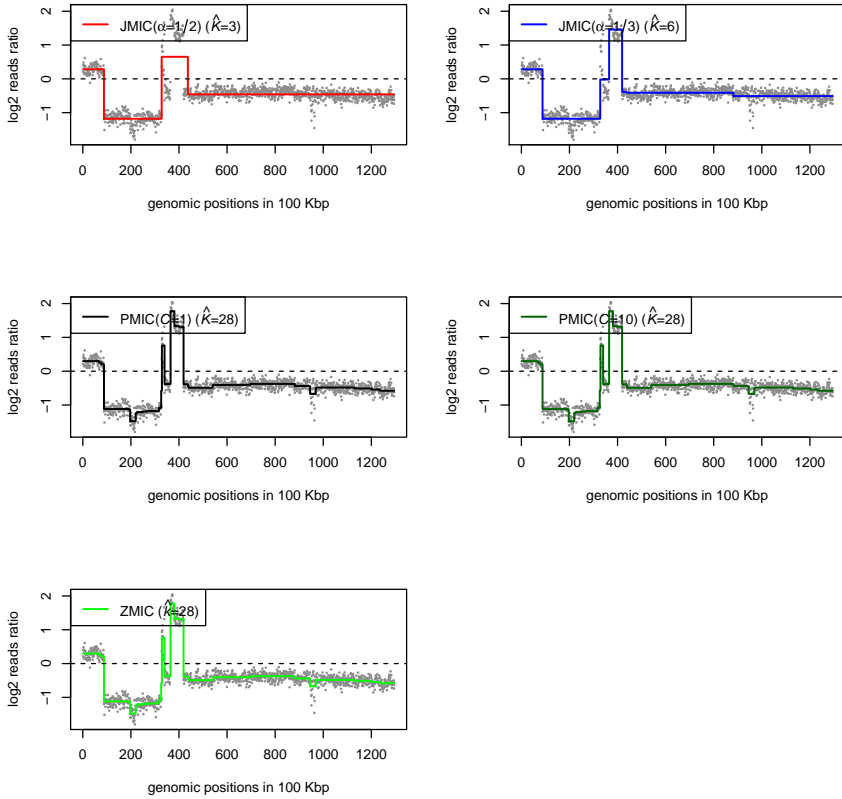 JMIC(α=1/2) (K̂=3)
log2 reads ratio
2
1
0
−1
0 200 400 600 800 1000 1200
genomic positions in 100 Kbp
JMIC(α=1/3) (K̂=6)
log2 reads ratio
2
1
0
−1
0 200 400 600 800 1000 1200
genomic positions in 100 Kbp
PMIC(C=1) (K̂=28)
log2 reads ratio
2
1
0
−1
0 200 400 600 800 1000 1200
genomic positions in 100 Kbp
PMIC(C=10) (K̂=28)
log2 reads ratio
2
1
0
−1
0 200 400 600 800 1000 1200
genomic positions in 100 Kbp
ZMIC (k̂=28)
log2 reads ratio
2
1
0
−1
0 200 400 600 800 1000 1200
genomic positions in 100 Kbp